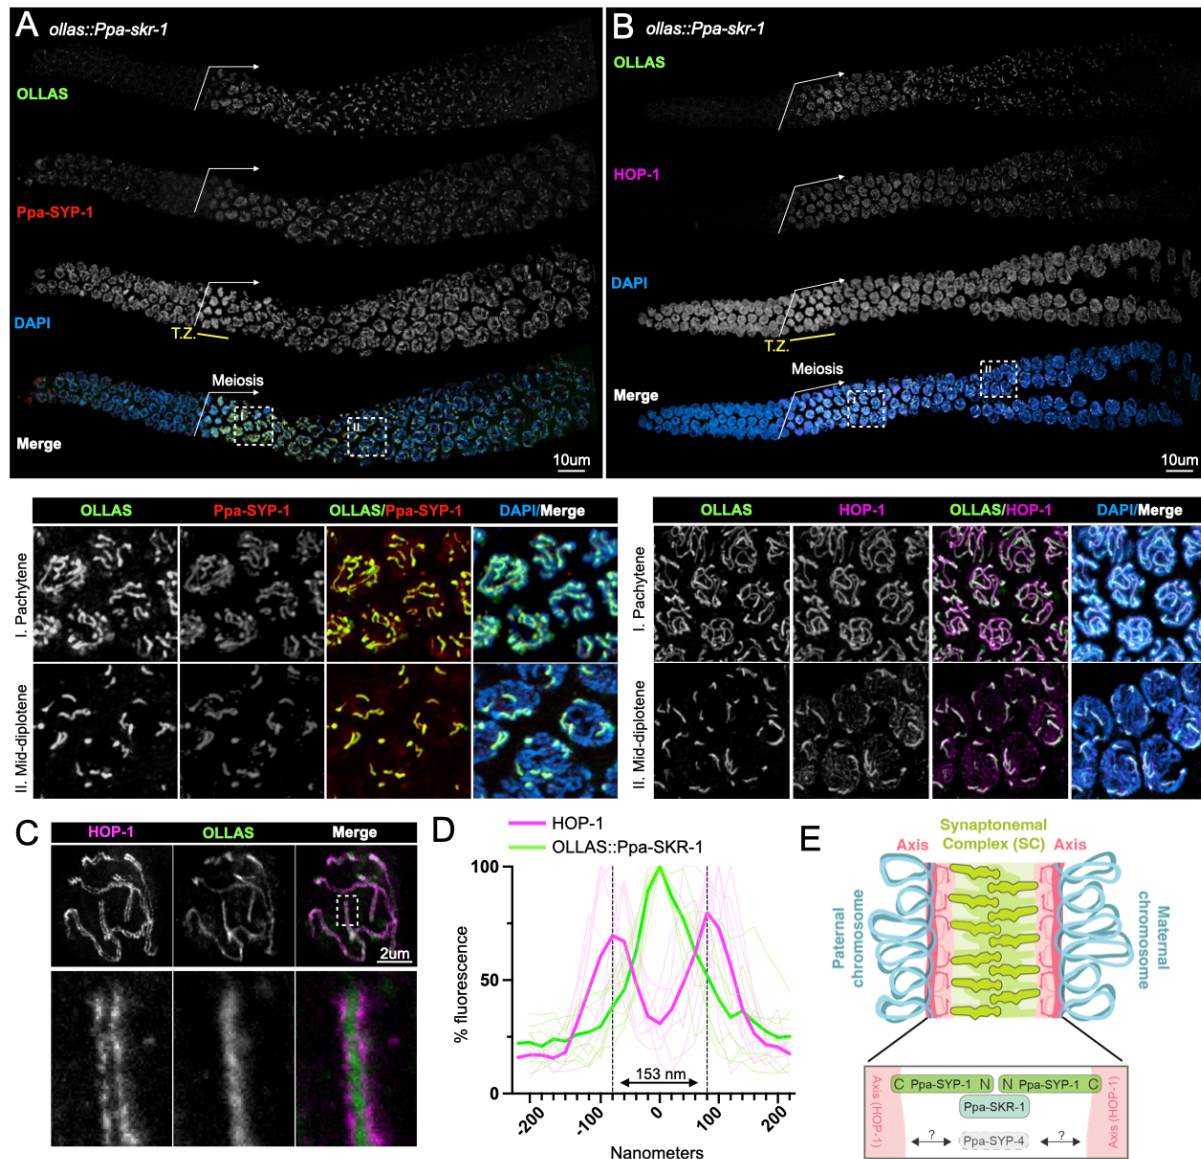 A
ollas::Ppa-skr-1
OLLAS
Ppa-SYP-1
DAPI
T.Z.
Meiosis
I
II
Merge
10um
B
ollas::Ppa-skr-1
OLLAS
HOP-1
DAPI
T.Z.
Meiosis
II
Merge
10um
OLLAS Ppa-SYP-1 OLLAS/Ppa-SYP-1 DAPI/Merge
I. Pachytene
II. Mid-diplotene
OLLAS HOP-1 OLLAS/HOP-1 DAPI/Merge
I. Pachytene
II. Mid-diplotene
C
HOP-1 OLLAS Merge
2um
D
HOP-1
OLLAS::Ppa-SKR-1
% fluorescence
100
50
0
153 nm
-200 -100 0 100 200
Nanometers
E
Synaptonemal
Complex (SC)
Axis
Axis
Paternal
chromosome
Maternal
chromosome
Axis (HOP-1)
C Ppa-SYP-1 N
N Ppa-SYP-1 C
Ppa-SKR-1
? Ppa-SYP-4 ?
Axis (HOP-1)